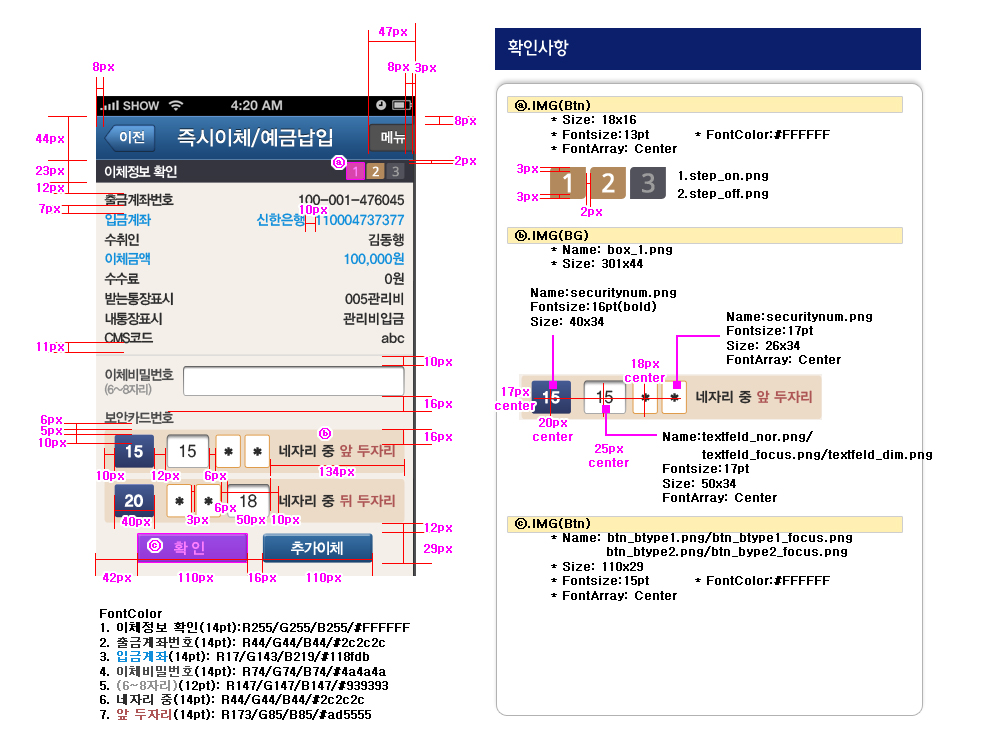 47px
8px
8px
3px
SHOW
4:20 AM
8px
44px
이전
즉시이체/예금납입
메뉴
2px
23px
이체정보 확인
ⓐ
1
2
3
12px
출금계좌번호
100-001-476045
7px
10px
입금계좌
신한은행 110004737377
수취인
김동행
이체금액
100,000원
수수료
0원
받는통장표시
005관리비
내통장표시
관리비입금
CMS코드
abc
11px
10px
이체비밀번호
(6~8자리)
16px
보안카드번호
6px
5px
10px
16px
ⓑ
15
15
*
*
네자리 중 앞 두자리
10px
12px
6px
134px
20
*
*
18
네자리 중 뒤 두자리
40px
3px
6px
50px
10px
12px
ⓒ 확 인
추가이체
29px
42px
110px
16px
110px
FontColor
1. 이체정보 확인(14pt):R255/G255/B255/#FFFFFF
2. 출금계좌번호(14pt): R44/G44/B44/#2c2c2c
3. 입금계좌(14pt): R17/G143/B219/#118fdb
4. 이체비밀번호(14pt): R74/G74/B74/#4a4a4a
5. (6~8자리)(12pt): R147/G147/B147/#939393
6. 네자리 중(14pt): R44/G44/B44/#2c2c2c
7. 앞 두자리(14pt): R173/G85/B85/#ad5555
확인사항
ⓐ.IMG(Btn)
* Size: 18x16
* Fontsize:13pt * FontColor:#FFFFFF
* FontArray: Center
3px
3px
1
2
3
2px
1.step_on.png
2.step_off.png
ⓑ.IMG(BG)
* Name: box_1.png
* Size: 301x44
Name:securitynum.png
Fontsize:16pt(bold)
Size: 40x34
Name:securitynum.png
Fontsize:17pt
Size: 26x34
FontArray: Center
18px
center
17px
center
15
15
*
*
네자리 중 앞 두자리
20px
center
25px
center
Name:textfeld_nor.png/
textfeld_focus.png/textfeld_dim.png
Fontsize:17pt
Size: 50x34
FontArray: Center
ⓒ.IMG(Btn)
* Name: btn_btype1.png/btn_btype1_focus.png
btn_btype2.png/btn_bype2_focus.png
* Size: 110x29
* Fontsize:15pt * FontColor:#FFFFFF
* FontArray: Center